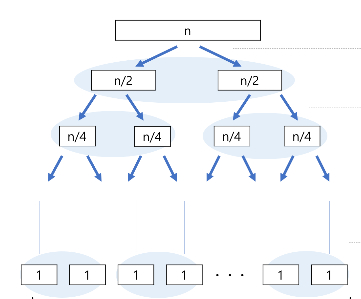 n
n/2 n/2
n/4 n/4 n/4 n/4
1 1 1 1 · · · 1 1